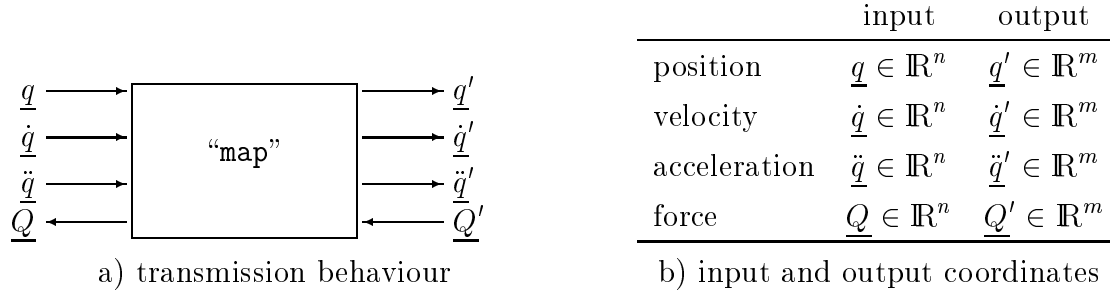 q q′
q̇ "map" q̇′
q̈ q̈′
Q Q′
a) transmission behaviour
input output
position q ∈ ℝⁿ q′ ∈ ℝᵐ
velocity q̇ ∈ ℝⁿ q̇′ ∈ ℝᵐ
acceleration q̈ ∈ ℝⁿ q̈′ ∈ ℝᵐ
force Q ∈ ℝⁿ Q′ ∈ ℝᵐ
b) input and output coordinates